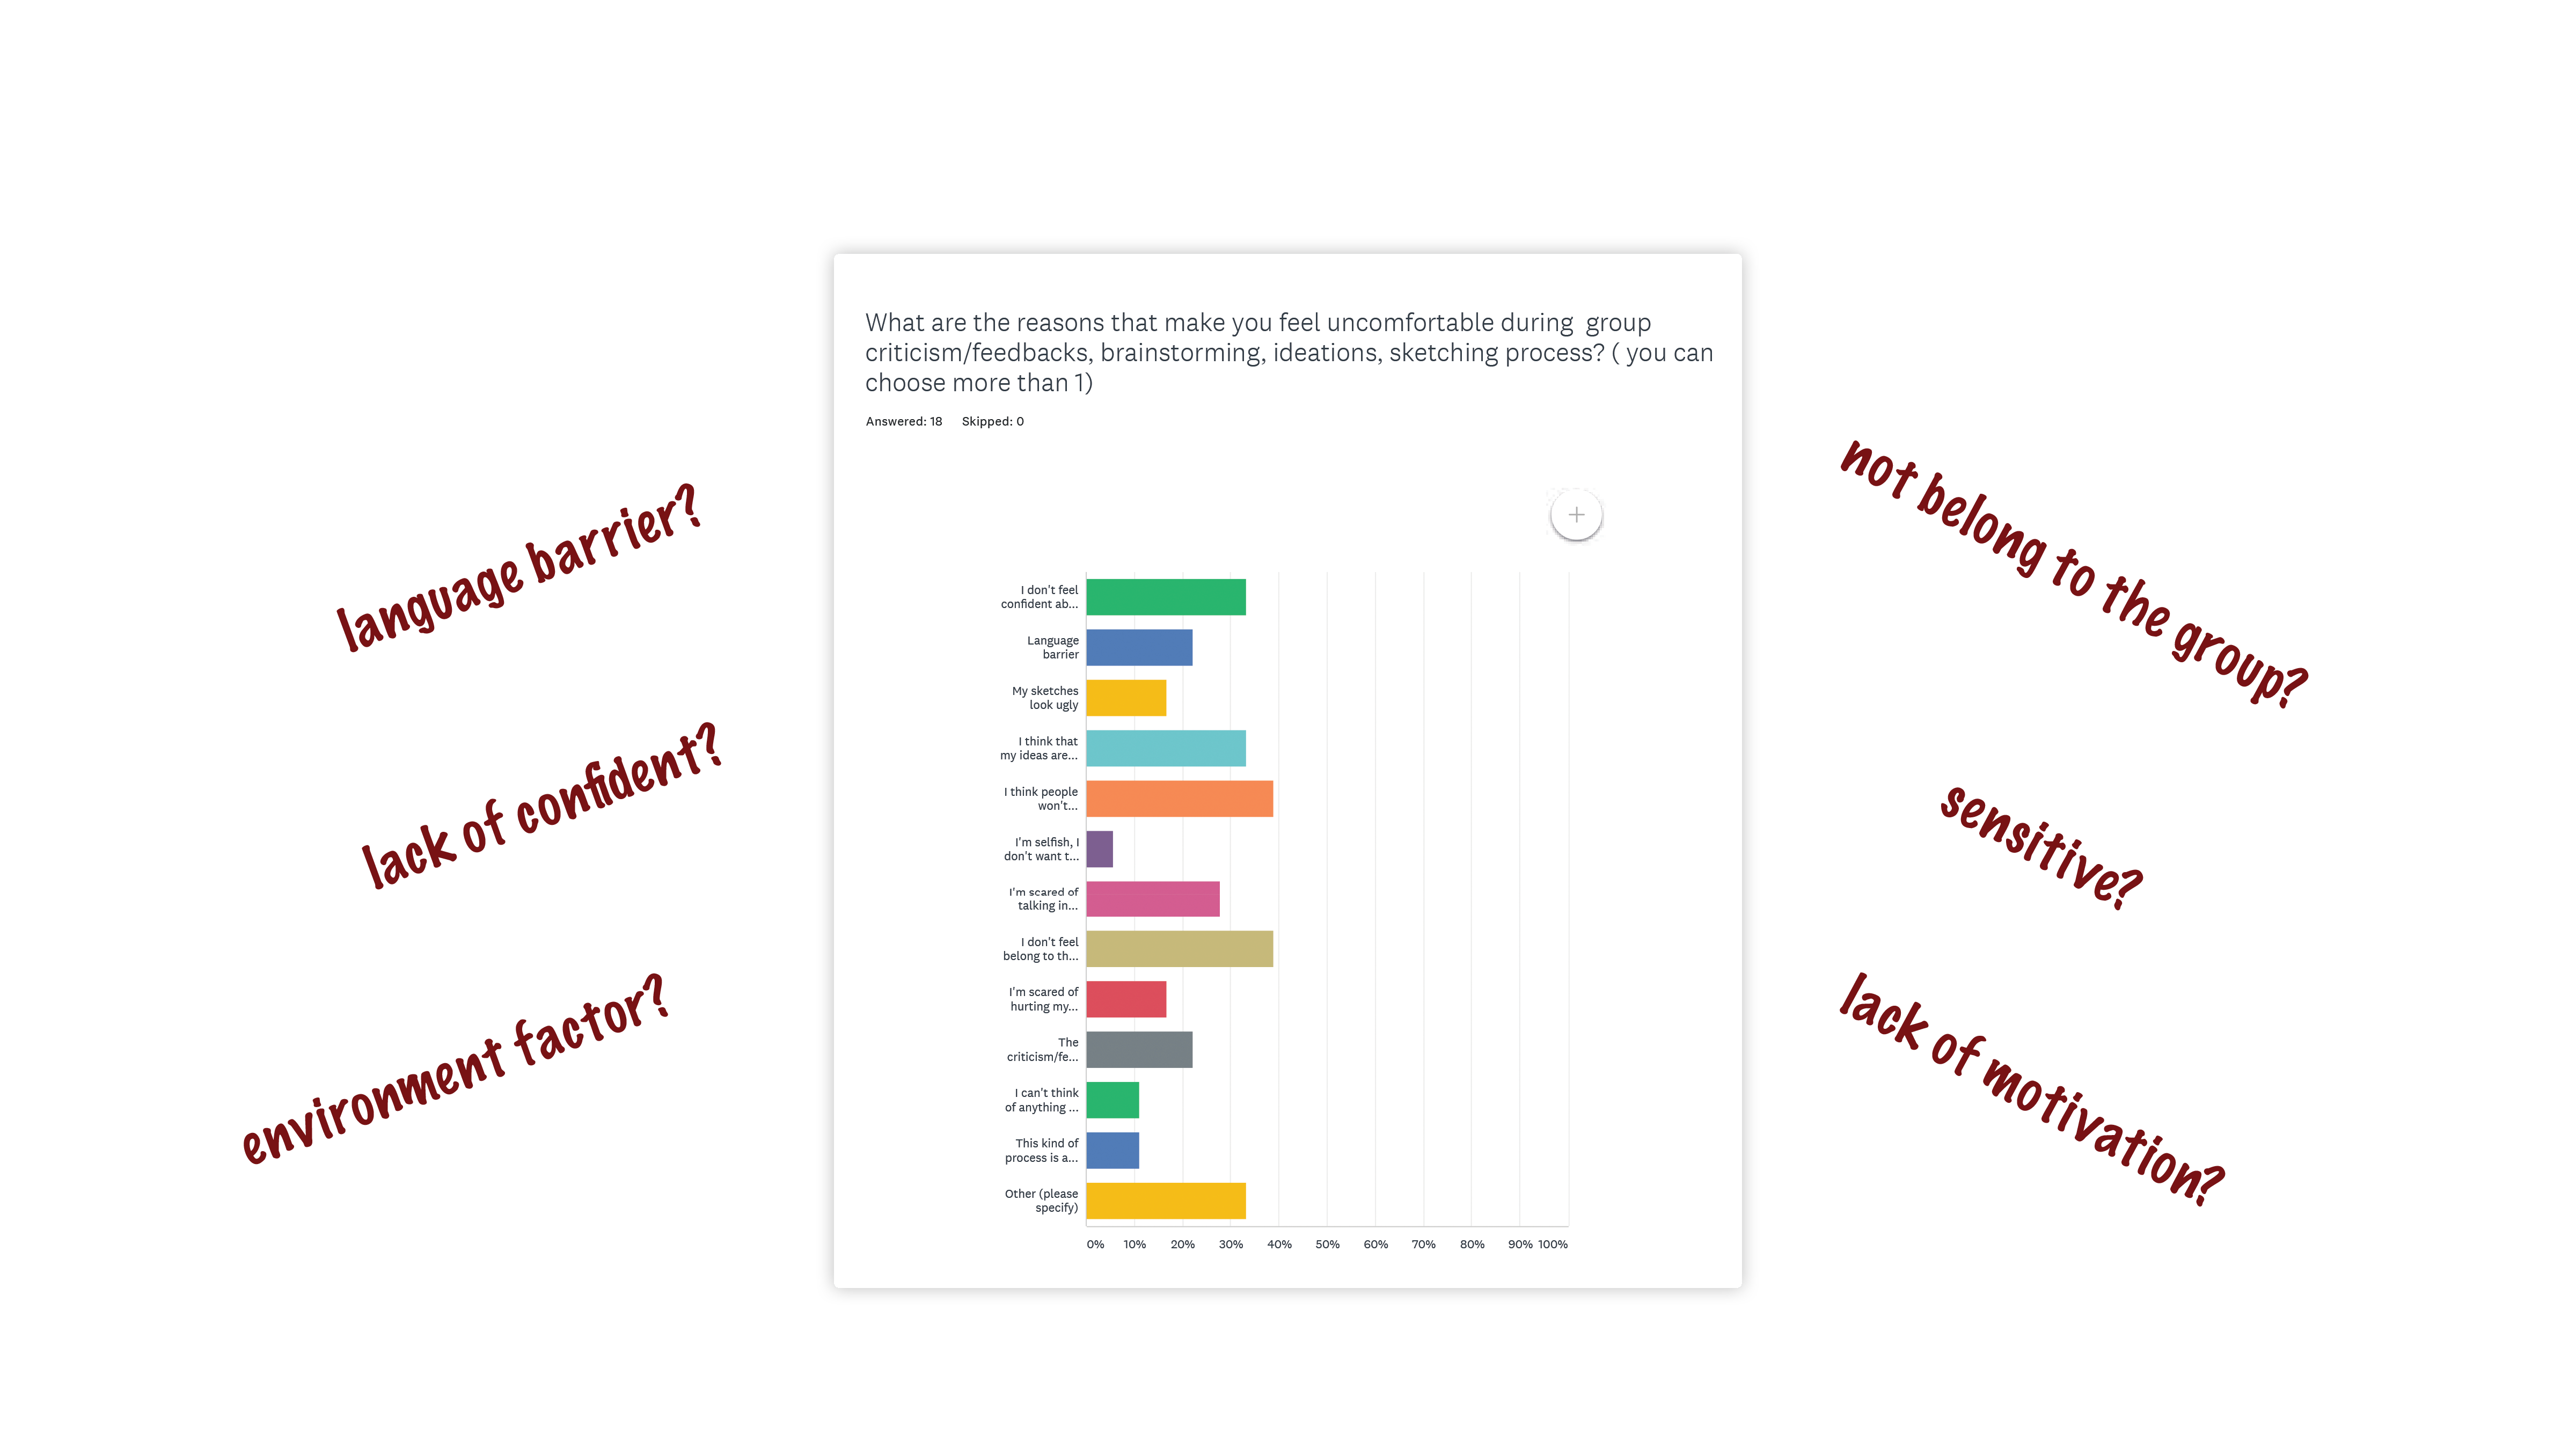 What are the reasons that make you feel uncomfortable during  group
criticism/feedbacks, brainstorming, ideations, sketching process? ( you can
choose more than 1)
Answered: 18 Skipped: 0
language barrier?
lack of confident?
environment factor?
not belong to the group?
sensitive?
lack of motivation?
+
I don't feel
confident ab...
Language
barrier
My sketches
look ugly
I think that
my ideas are...
I think people
won't...
I'm selfish, I
don't want t...
I'm scared of
talking in...
I don't feel
belong to th...
I'm scared of
hurting my...
The
criticism/fe...
I can't think
of anything ...
This kind of
process is a...
Other (please
specify)
0% 10% 20% 30% 40% 50% 60% 70% 80% 90% 100%